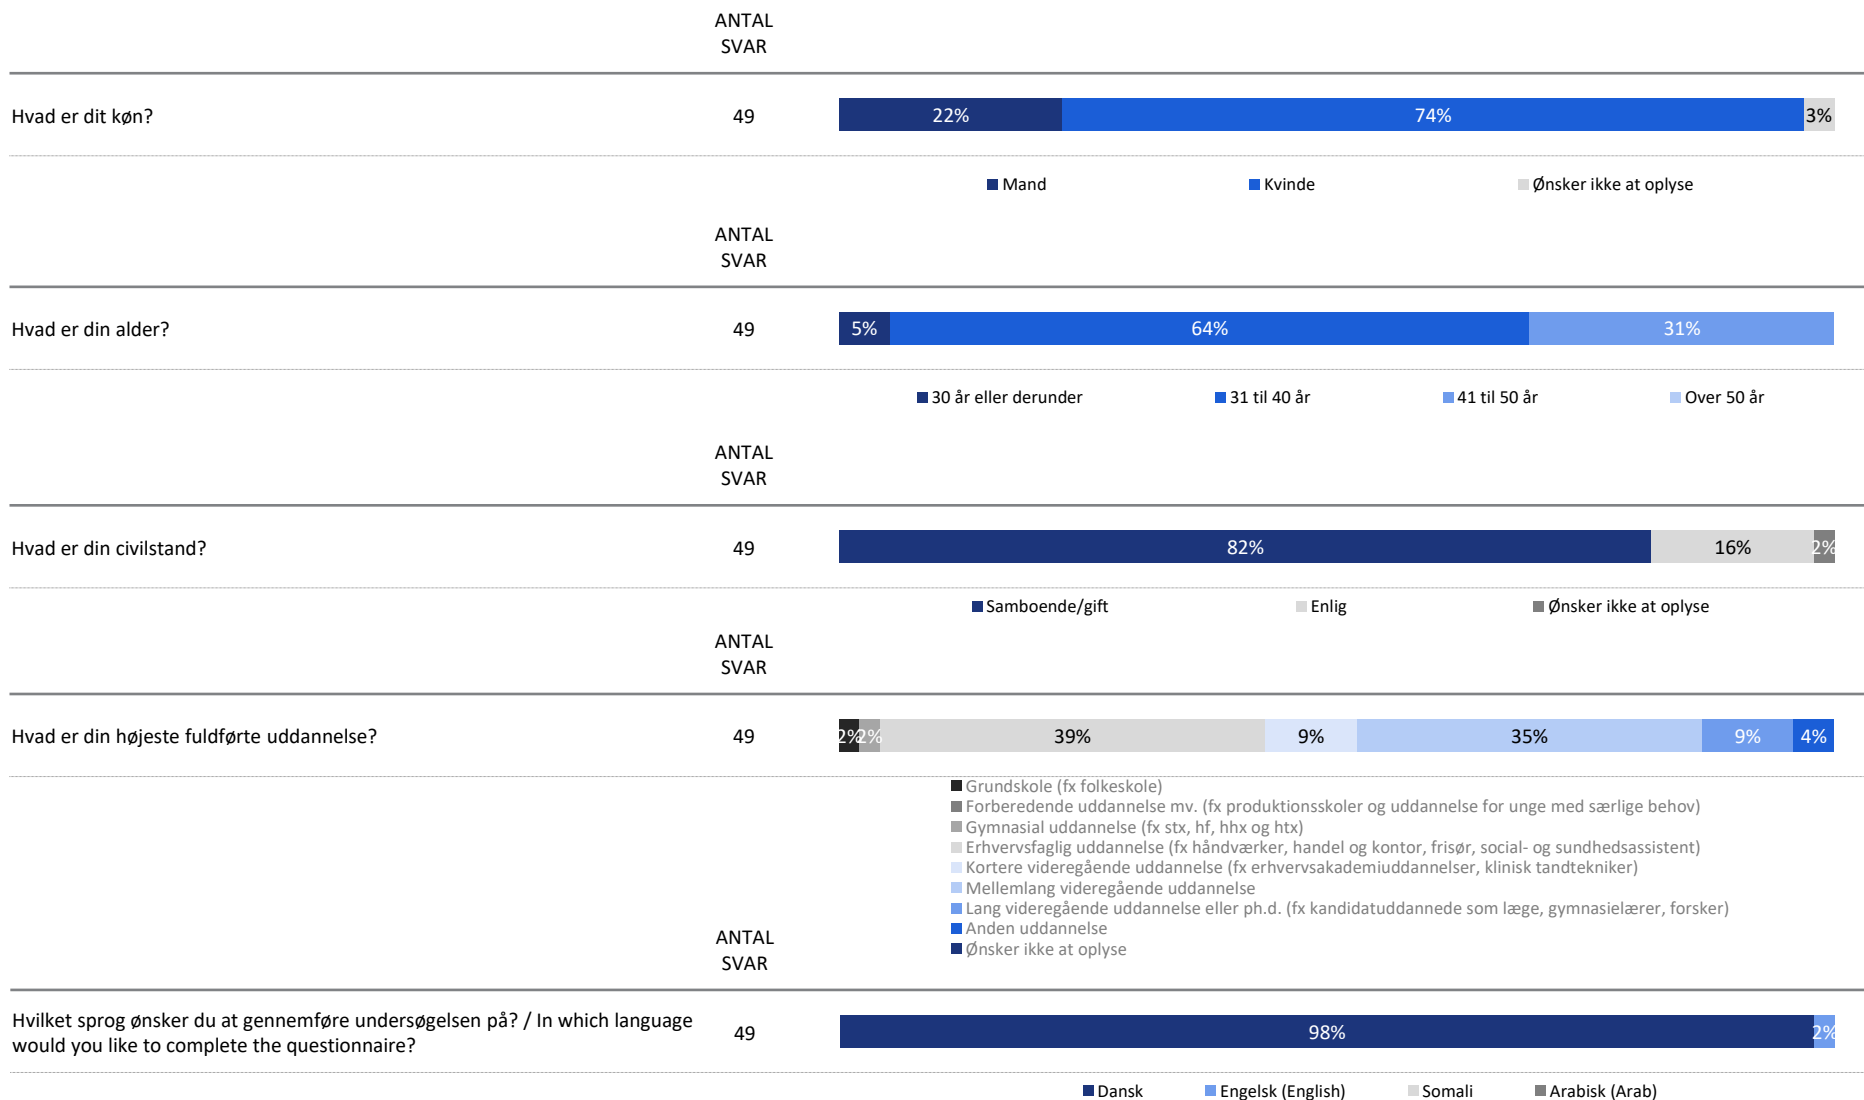 ANTAL
SVAR
Hvad er dit køn?
49
22%
74%
3%
Mand
Kvinde
Ønsker ikke at oplyse
ANTAL
SVAR
Hvad er din alder?
49
5%
64%
31%
30 år eller derunder
31 til 40 år
41 til 50 år
Over 50 år
ANTAL
SVAR
Hvad er din civilstand?
49
82%
16%
2%
Samboende/gift
Enlig
Ønsker ikke at oplyse
ANTAL
SVAR
Hvad er din højeste fuldførte uddannelse?
49
2%
2%
39%
9%
35%
9%
4%
Grundskole (fx folkeskole)
Forberedende uddannelse mv. (fx produktionsskoler og uddannelse for unge med særlige behov)
Gymnasial uddannelse (fx stx, hf, hhx og htx)
Erhvervsfaglig uddannelse (fx håndværker, handel og kontor, frisør, social- og sundhedsassistent)
Kortere videregående uddannelse (fx erhvervsakademiuddannelser, klinisk tandtekniker)
Mellemlang videregående uddannelse
Lang videregående uddannelse eller ph.d. (fx kandidatuddannede som læge, gymnasielærer, forsker)
Anden uddannelse
Ønsker ikke at oplyse
ANTAL
SVAR
Hvilket sprog ønsker du at gennemføre undersøgelsen på? / In which language
would you like to complete the questionnaire?
49
98%
2%
Dansk
Engelsk (English)
Somali
Arabisk (Arab)